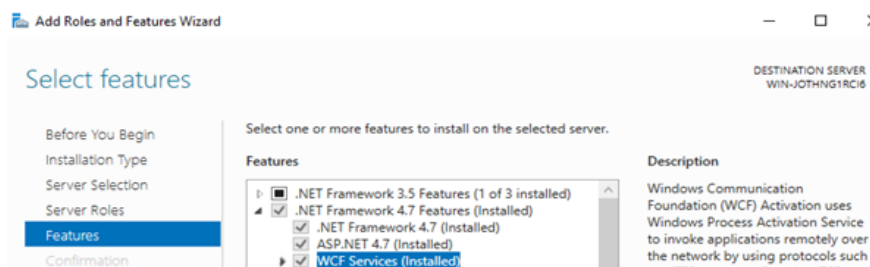 Add Roles and Features Wizard
Select features
DESTINATION SERVER
WIN-JOTHNG1RCI6
Before You Begin
Installation Type
Server Selection
Server Roles
Features
Confirmation
Select one or more features to install on the selected server.
Features
.NET Framework 3.5 Features (1 of 3 installed)
.NET Framework 4.7 Features (Installed)
.NET Framework 4.7 (Installed)
ASP.NET 4.7 (Installed)
WCF Services (Installed)
Description
Windows Communication
Foundation (WCF) Activation uses
Windows Process Activation Service
to invoke applications remotely over
the network by using protocols such